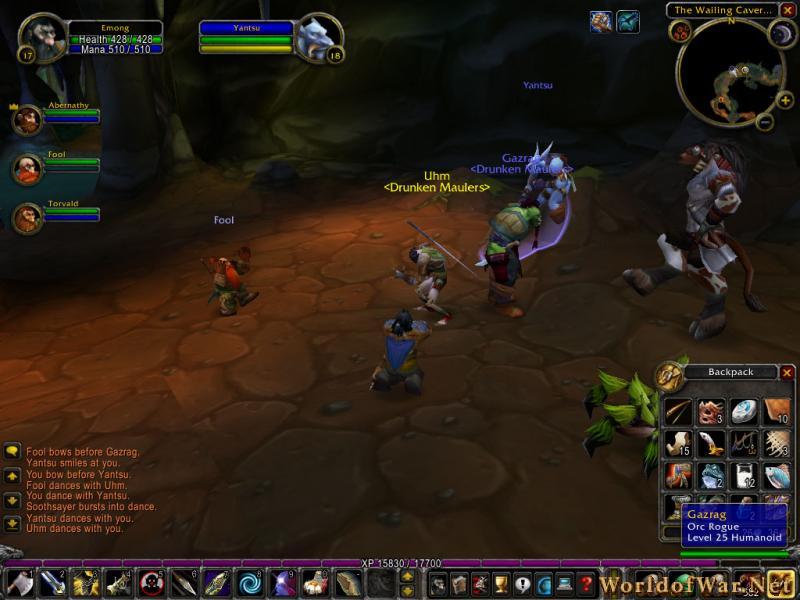 Emong
Health 428 / 428
Mana 510 / 510
17
Yantsu
18
The Wailing Caver...
N
Abernathy
Fool
Torvald
Yantsu
Gazrag
<Drunken Maulers>
Uhm
<Drunken Maulers>
Fool
Backpack
3
10
15
3
2
12
Fool bows before Gazrag.
Yantsu smiles at you.
You bow before Yantsu.
Fool dances with Uhm.
You dance with Yantsu.
Soothsayer bursts into dance.
Yantsu dances with you.
Uhm dances with you.
Gazrag
Orc Rogue
Level 25 Humanoid
XP 15830 / 17700
WorldofWar.Net